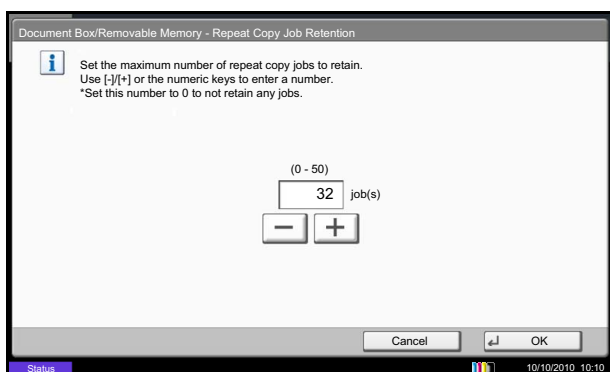 Document Box/Removable Memory - Repeat Copy Job Retention
Set the maximum number of repeat copy jobs to retain.
Use [-]/[+] or the numeric keys to enter a number.
*Set this number to 0 to not retain any jobs.
(0 - 50)
32 job(s)
Cancel OK
Status 10/10/2010 10:10